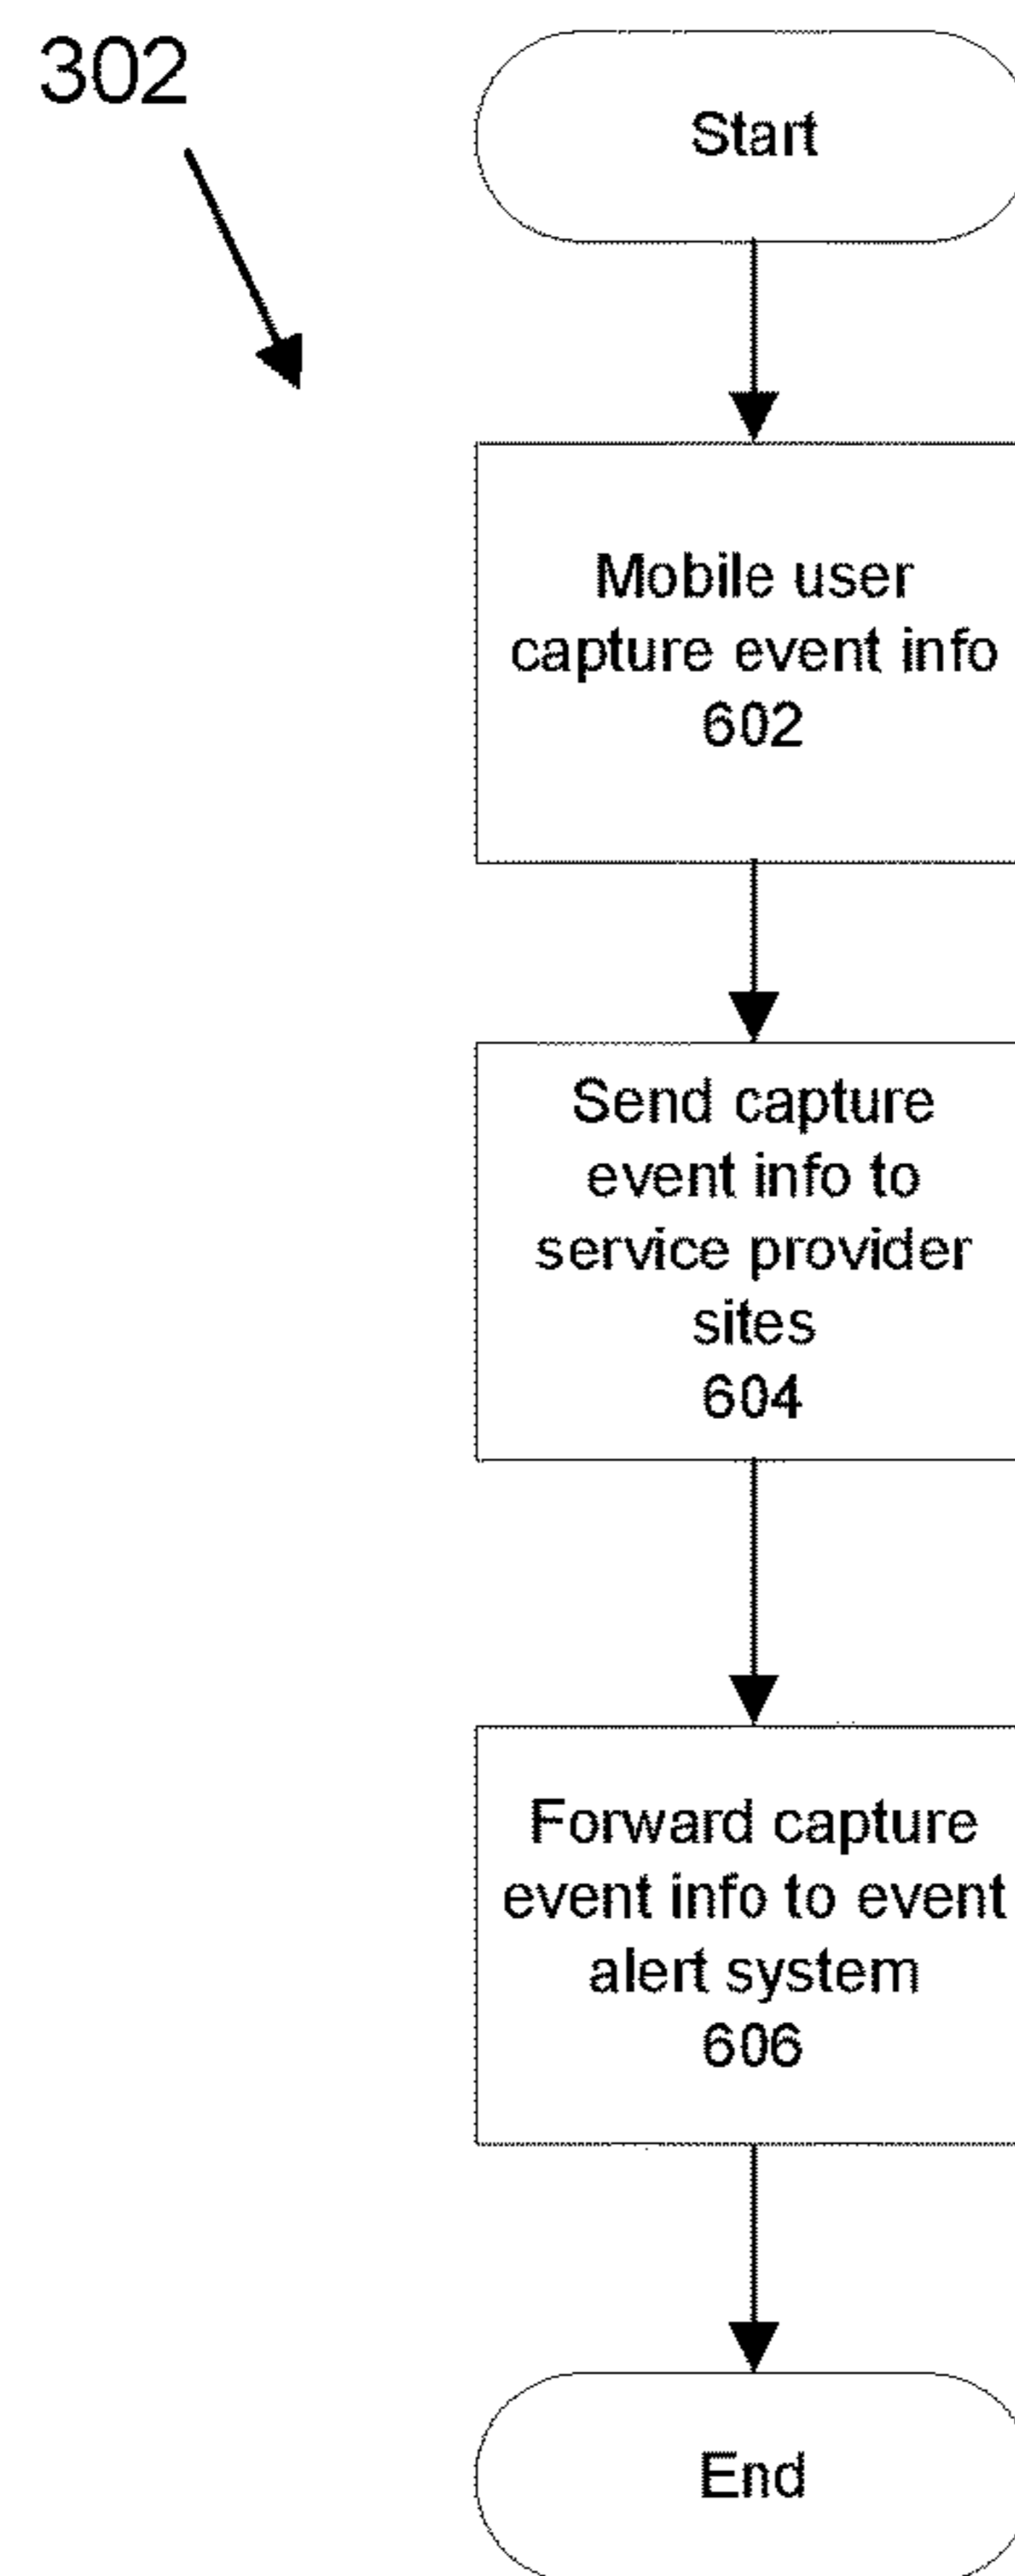 302
Start
Mobile user
capture event info
602
Send capture
event info to
service provider
sites
604
Forward capture
event info to event
alert system
606
End